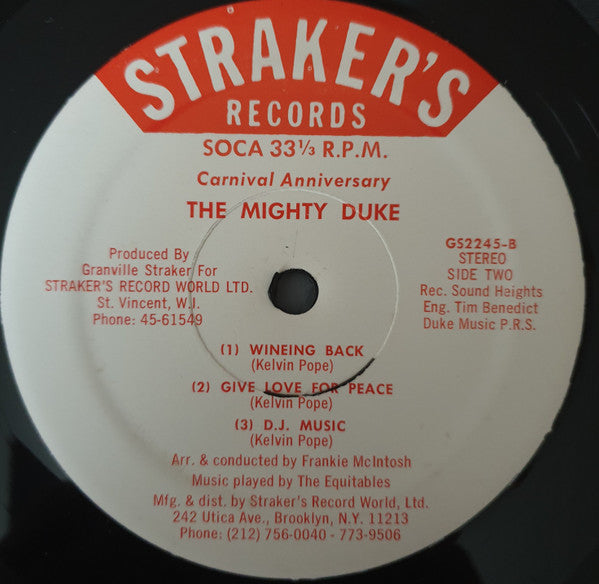 STRAKER'S
RECORDS
SOCA 33⅓ R.P.M.
Carnival Anniversary
THE MIGHTY DUKE
Produced By
Granville Straker For
STRAKER'S RECORD WORLD LTD.
St. Vincent, W.I.
Phone: 45-61549
GS2245-B
STEREO
SIDE TWO
Rec. Sound Heights
Eng. Tim Benedict
Duke Music P.R.S.
(1) WINEING BACK
(Kelvin Pope)
(2) GIVE LOVE FOR PEACE
(Kelvin Pope)
(3) D.J. MUSIC
(Kelvin Pope)
Arr. & conducted by Frankie McIntosh
Music played by The Equitables
Mfg. & dist. by Straker's Record World, Ltd.
242 Utica Ave., Brooklyn, N.Y. 11213
Phone: (212) 756-0040 - 773-9506